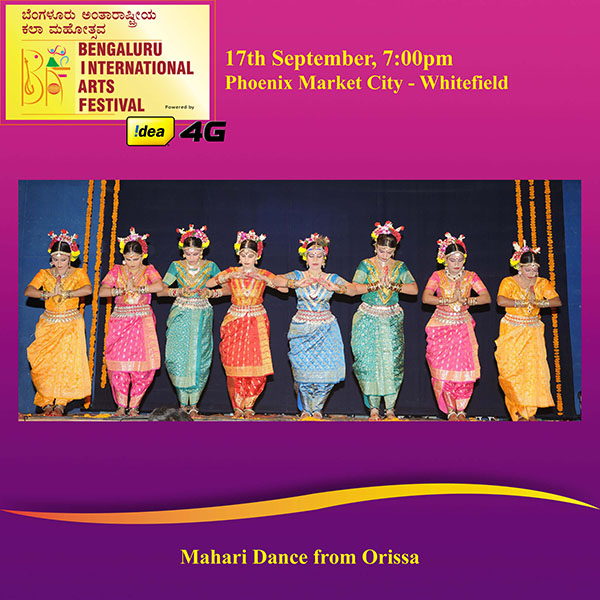 ಬೆಂಗಳೂರು ಅಂತಾರಾಷ್ಟ್ರೀಯ
ಕಲಾ ಮಹೋತ್ಸವ
BENGALURU
INTERNATIONAL
ARTS
FESTIVAL
Powered by
!dea 4G
17th September, 7:00pm
Phoenix Market City - Whitefield
Mahari Dance from Orissa